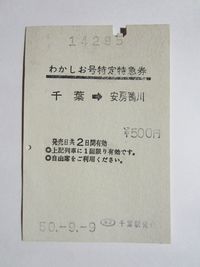 14285
わかしお号特定特急券
千葉 ➡ 安房鴨川
¥500円
発売日共2日間有効
◎上記列車に1回限り有効です。
◎自由席をご利用ください。
50.-9.-9
千葉駅発行